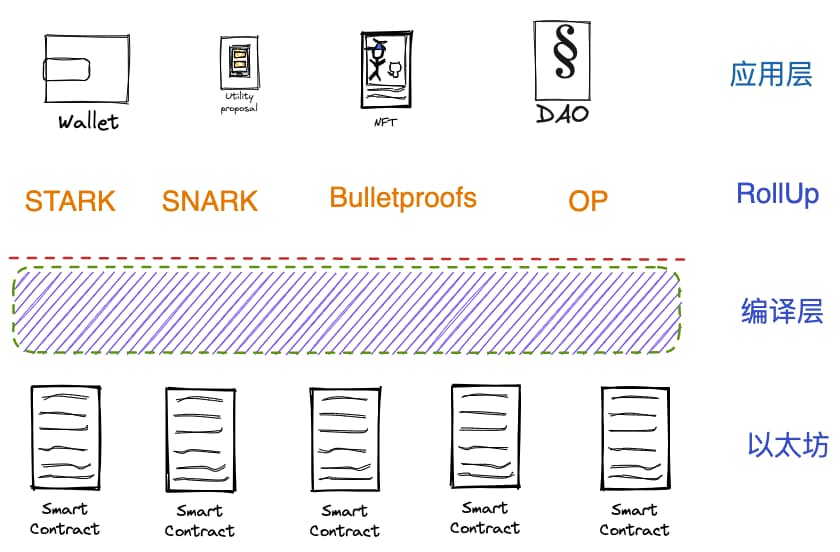 Wallet
Utility
proposal
NFT
§
DAO
应用层
STARK
SNARK
Bulletproofs
OP
RollUp
编译层
以太坊
Smart
Contract
Smart
Contract
Smart
Contract
Smart
Contract
Smart
Contract